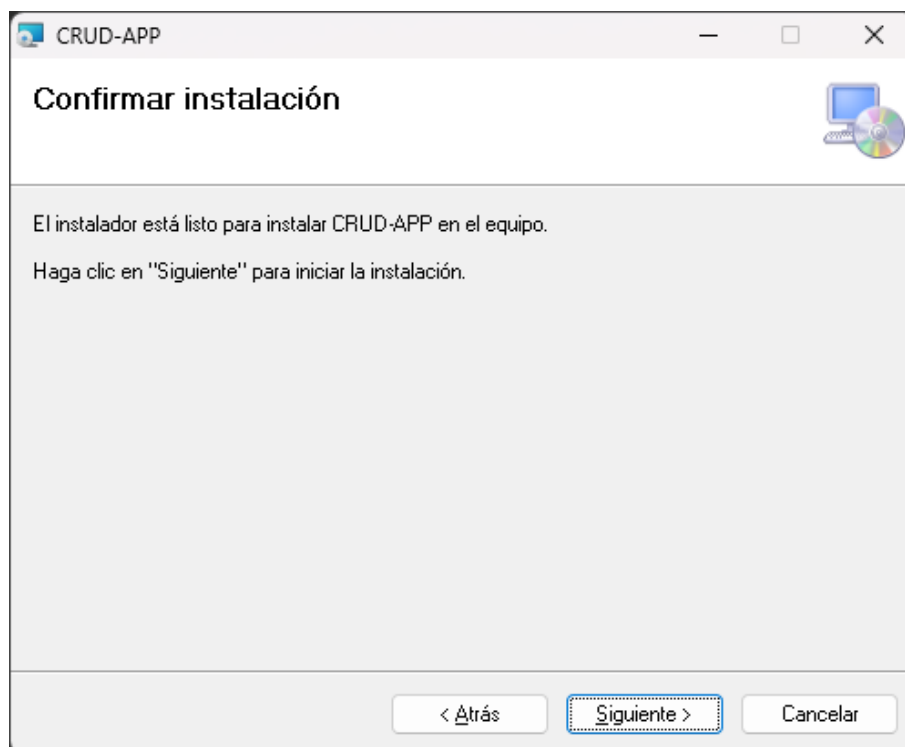 CRUD-APP
Confirmar instalación
El instalador está listo para instalar CRUD-APP en el equipo.
Haga clic en "Siguiente" para iniciar la instalación.
< Atrás
Siguiente >
Cancelar